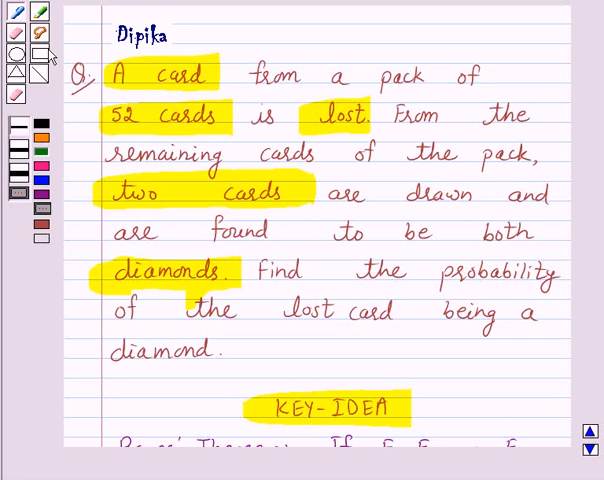 Dipika
Q. A card from a pack of
52 cards is lost. From the
remaining cards of the pack,
two cards are drawn and
are found to be both
diamonds. Find the probability
of the lost card being a
diamond.
KEY-IDEA